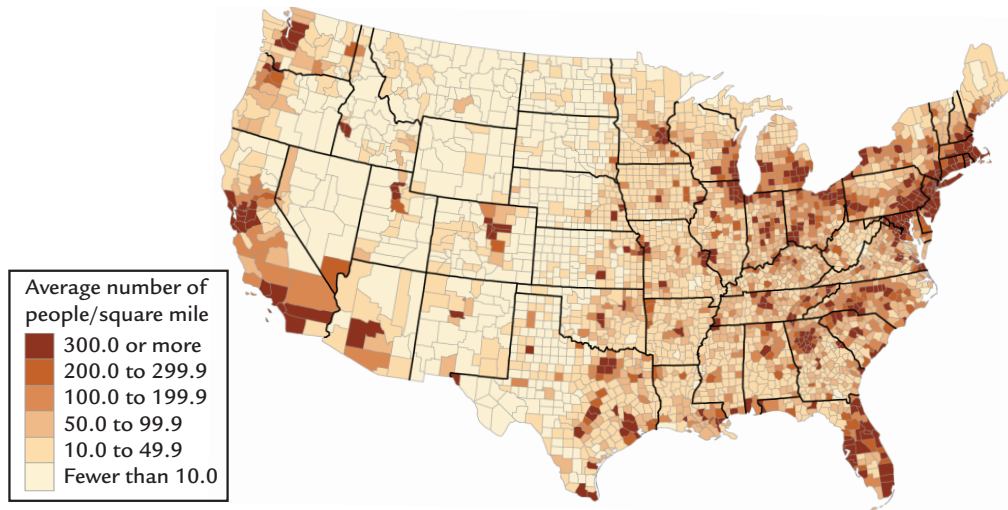 Average number of
people/square mile
300.0 or more
200.0 to 299.9
100.0 to 199.9
50.0 to 99.9
10.0 to 49.9
Fewer than 10.0